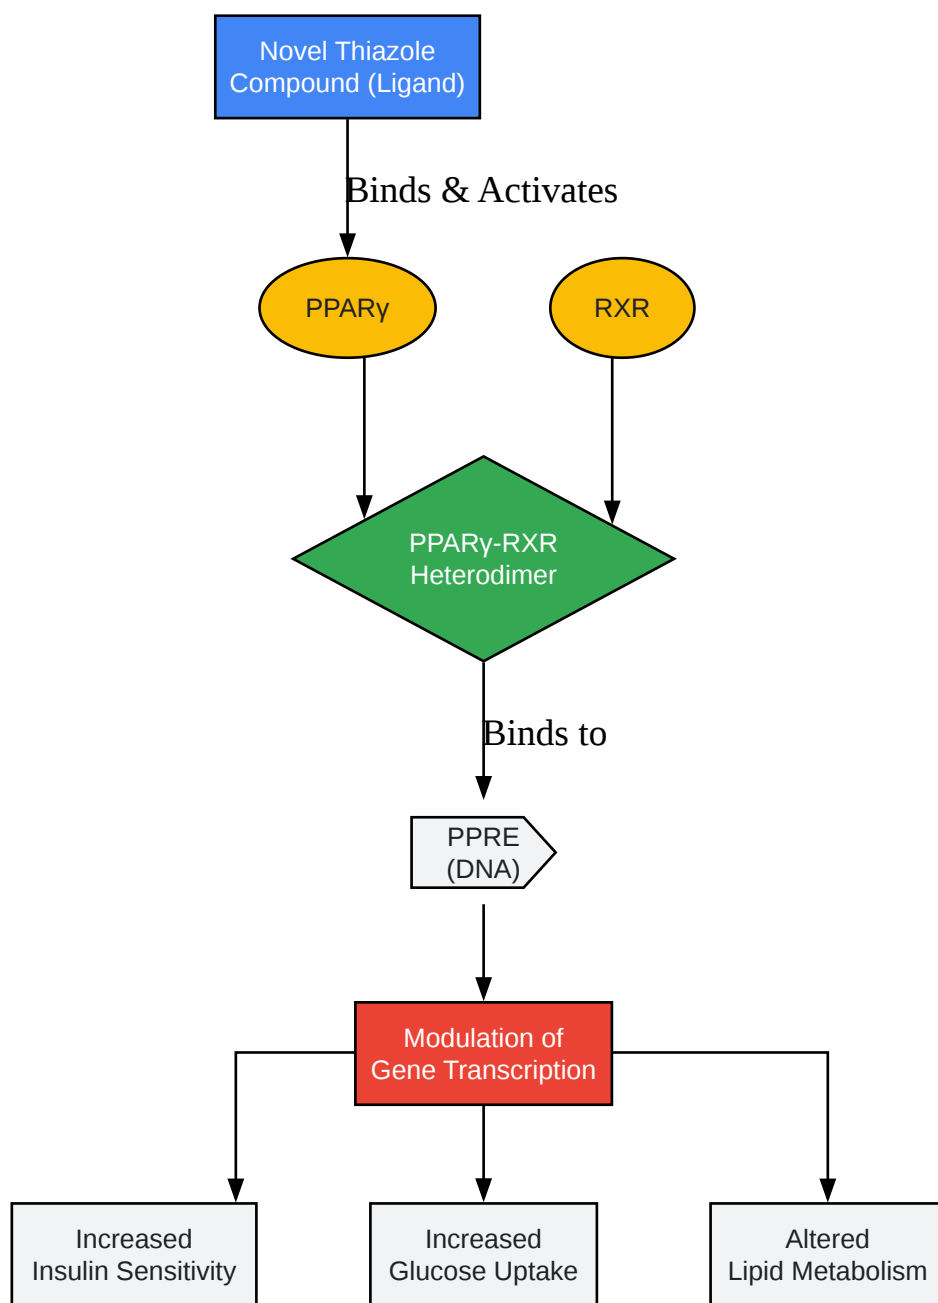 Novel Thiazole
Compound (Ligand)
Binds & Activates
PPARγ
RXR
PPARγ-RXR
Heterodimer
Binds to
PPRE
(DNA)
Modulation of
Gene Transcription
Increased
Insulin Sensitivity
Increased
Glucose Uptake
Altered
Lipid Metabolism